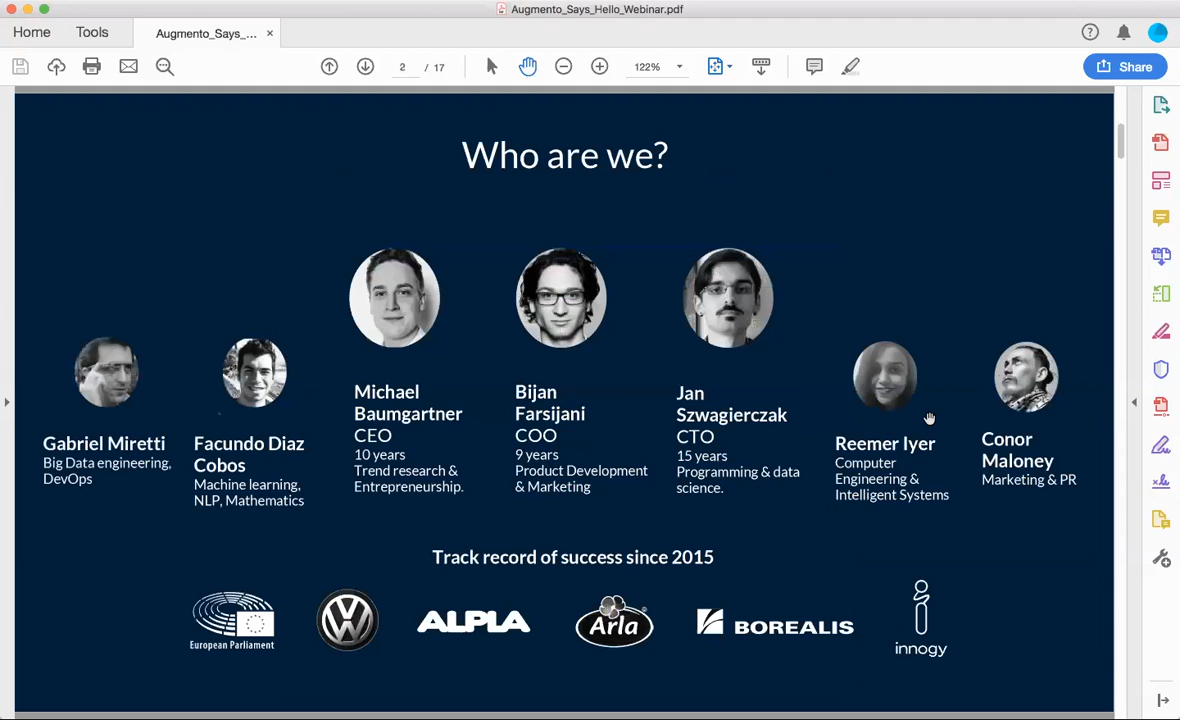 Augmento_Says_Hello_Webinar.pdf
Home
Tools
Augmento_Says_... ×
2 / 17
122%
Share
Who are we?
Gabriel Miretti
Big Data engineering,
DevOps
Facundo Diaz
Cobos
Machine learning,
NLP, Mathematics
Michael
Baumgartner
CEO
10 years
Trend research &
Entrepreneurship.
Bijan
Farsijani
COO
9 years
Product Development
& Marketing
Jan
Szwagierczak
CTO
15 years
Programming & data
science.
Reemer Iyer
Computer
Engineering &
Intelligent Systems
Conor
Maloney
Marketing & PR
Track record of success since 2015
European Parliament
VW
ALPLA
Arla®
BOREALIS
innogy